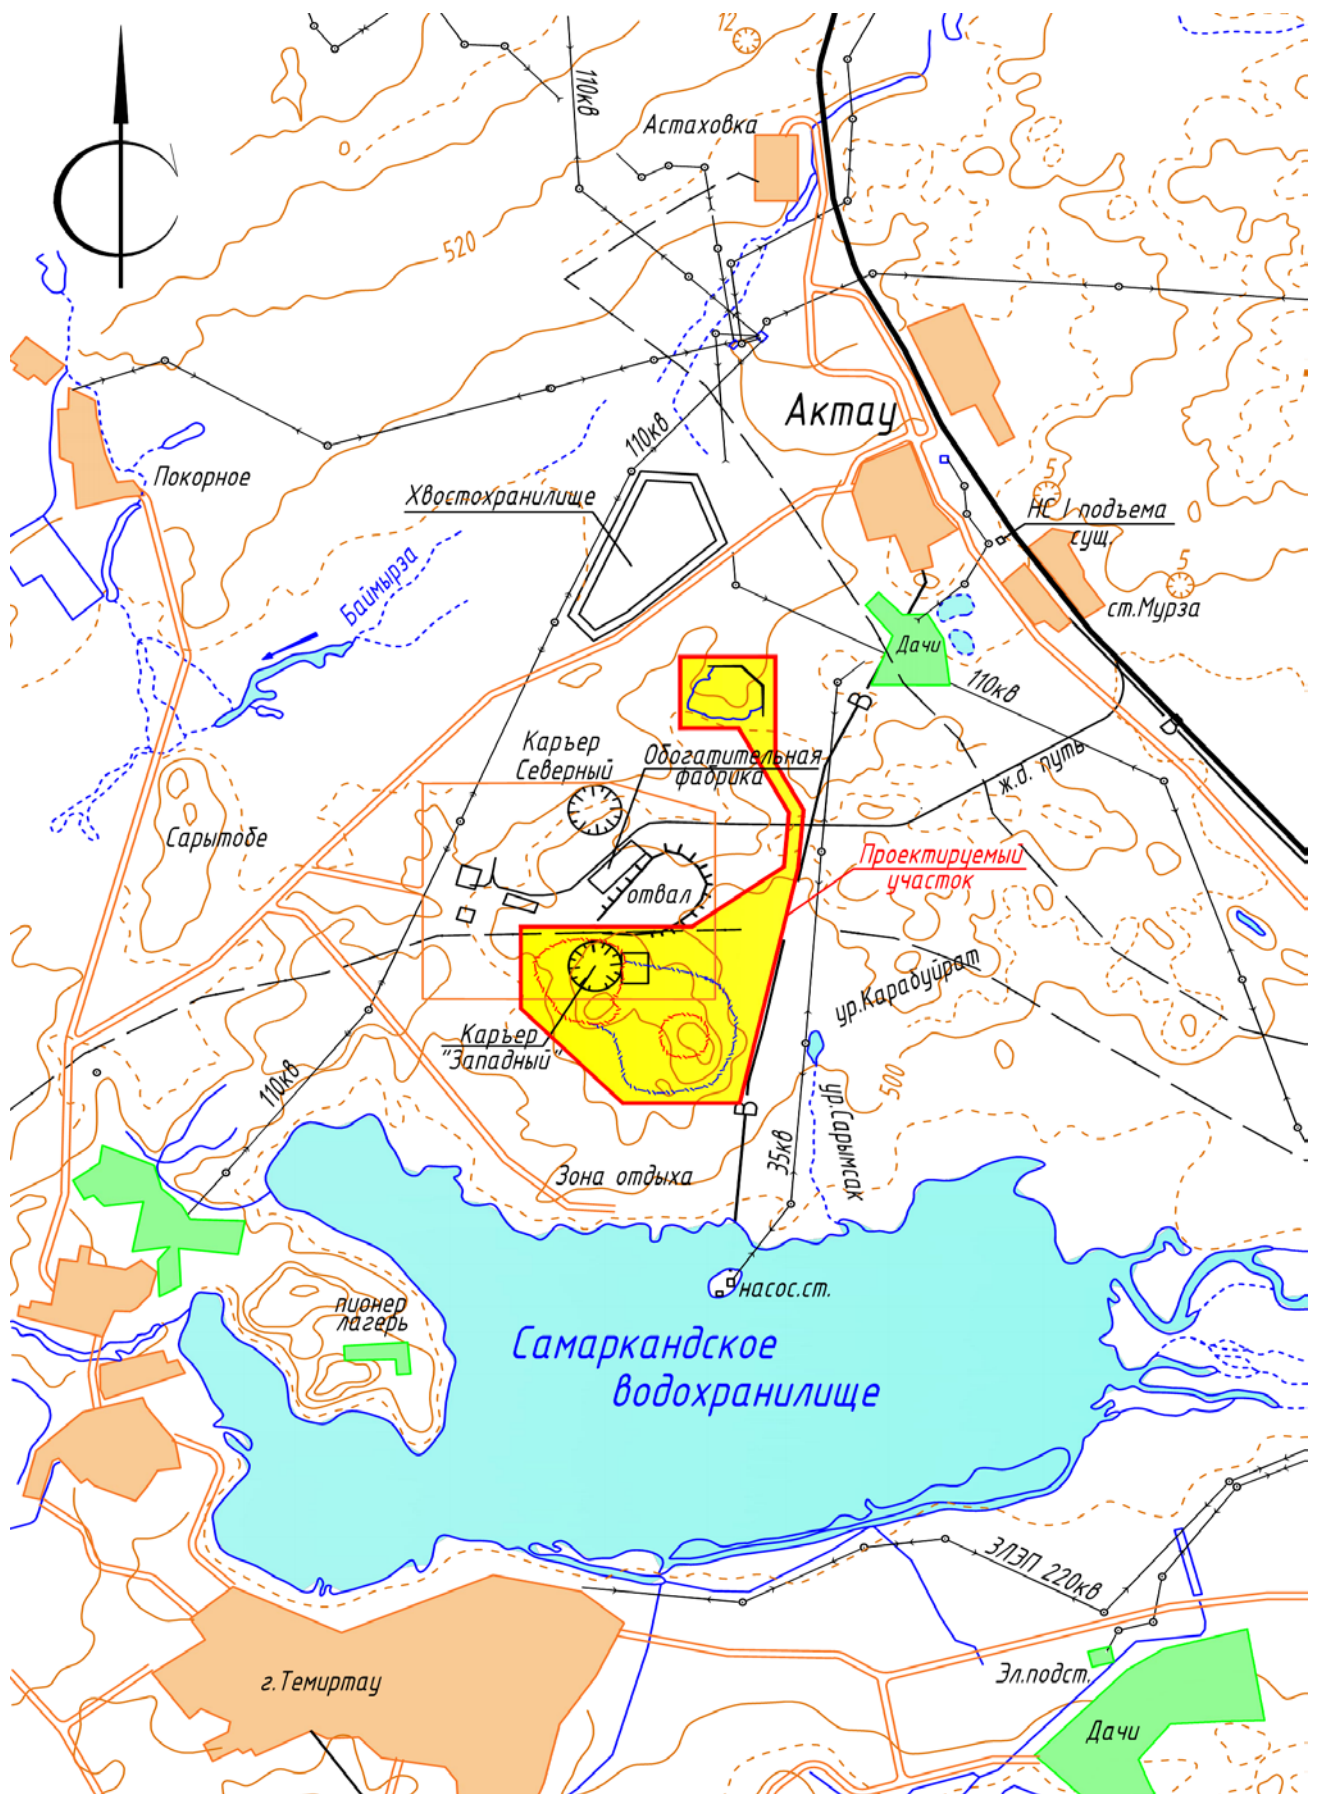 12
110кв
Астаховка
520
Актау
110кв
Покорное
Хвостохранилище
5
НС I подъема
сущ.
5
Баймырза
ст.Мурза
Дачи
110кв
В
В
Карьер
Северный
Обогатительная
фабрика
ж.д. путь
Сарытобе
Проектируемый
участок
отвал
ур.Карабуйрат
Карьер
"Западный"
110кв
500
В
ур.Сарымсак
35кв
Зона отдыха
насос.ст.
пионер
лагерь
Самаркандское
водохранилище
ЗЛЭП 220кв
Эл.подст.
г.Темиртау
Дачи